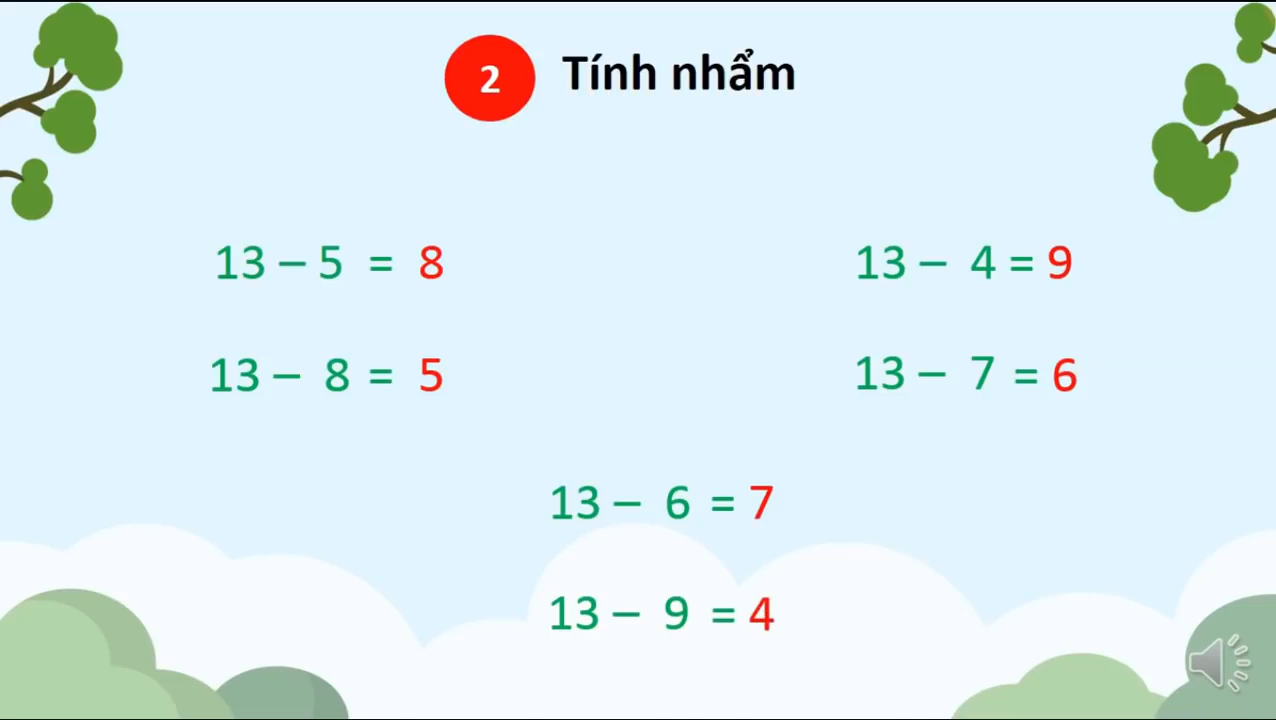 2 Tính nhẩm
13 – 5 = 8
13 – 4 = 9
13 – 8 = 5
13 – 7 = 6
13 – 6 = 7
13 – 9 = 4